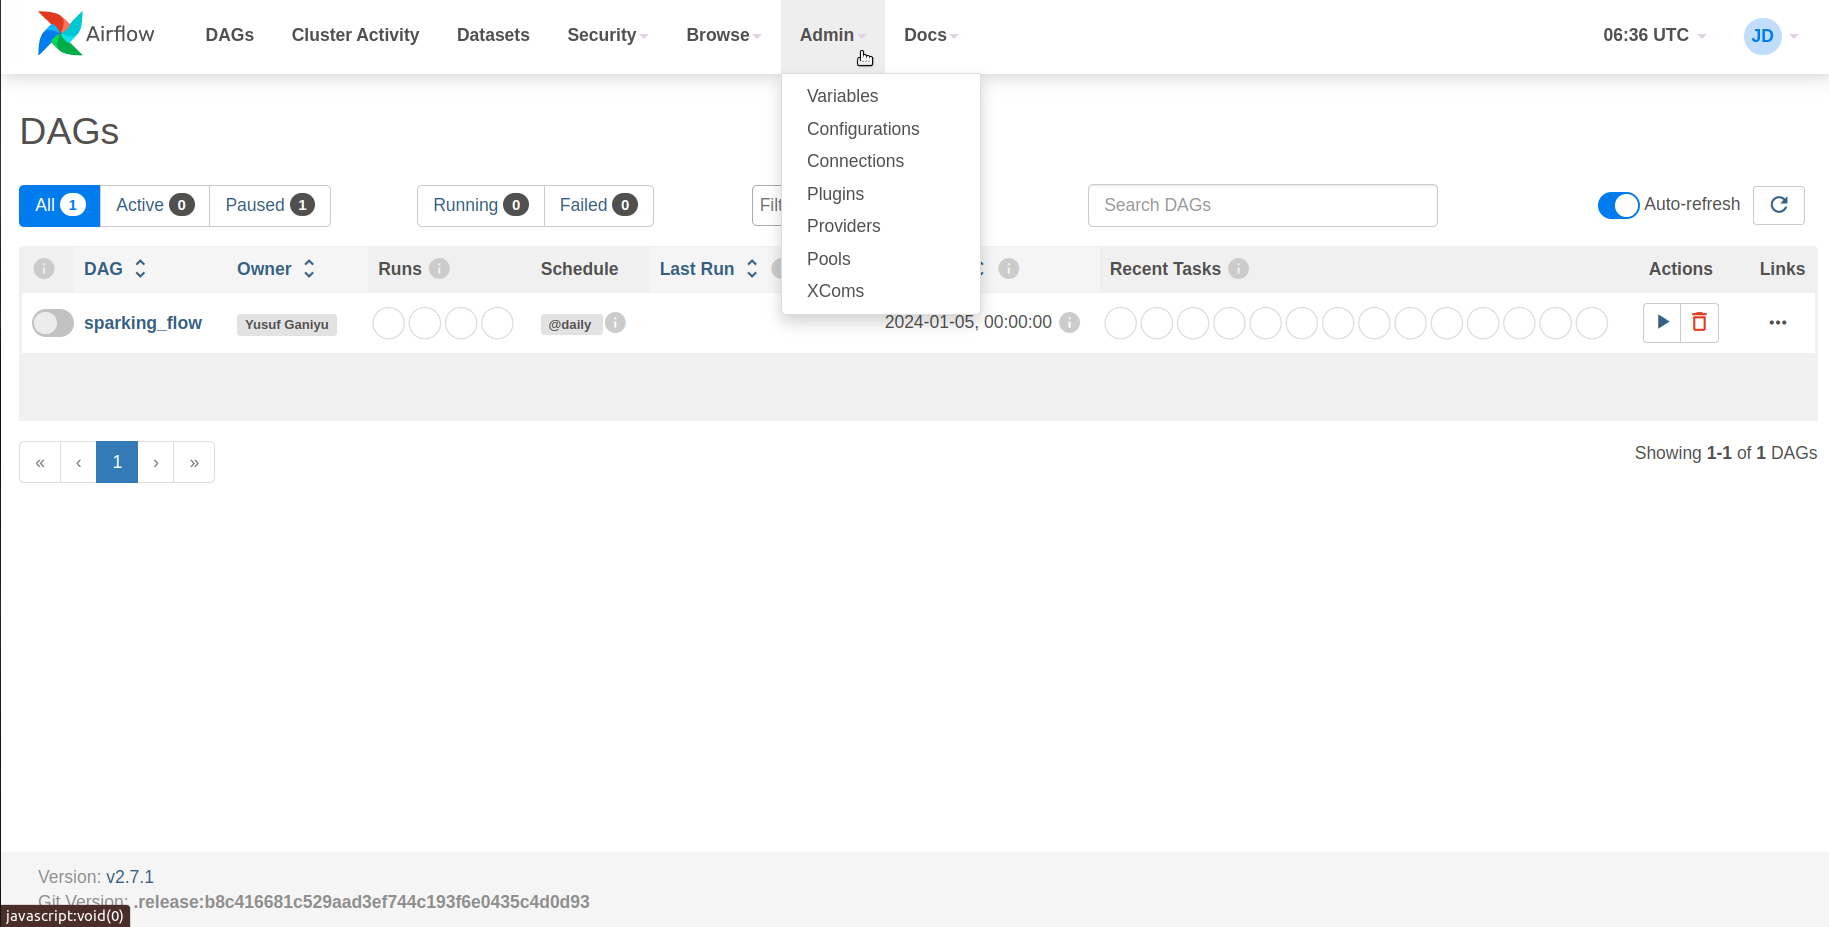 Airflow DAGs Cluster Activity Datasets Security Browse Admin Docs 06:36 UTC JD
Variables
Configurations
Connections
Plugins
Providers
Pools
XComs
DAGs
All 1 Active 0 Paused 1 Running 0 Failed 0 Filt Search DAGs Auto-refresh
DAG Owner Runs Schedule Last Run Recent Tasks Actions Links
sparking_flow Yusuf Ganiyu @daily 2024-01-05, 00:00:00
« ‹ 1 › »
Showing 1-1 of 1 DAGs
Version: v2.7.1
Git Version: .release:b8c416681c529aad3ef744c193f6e0435c4d0d93
javascript:void(0)